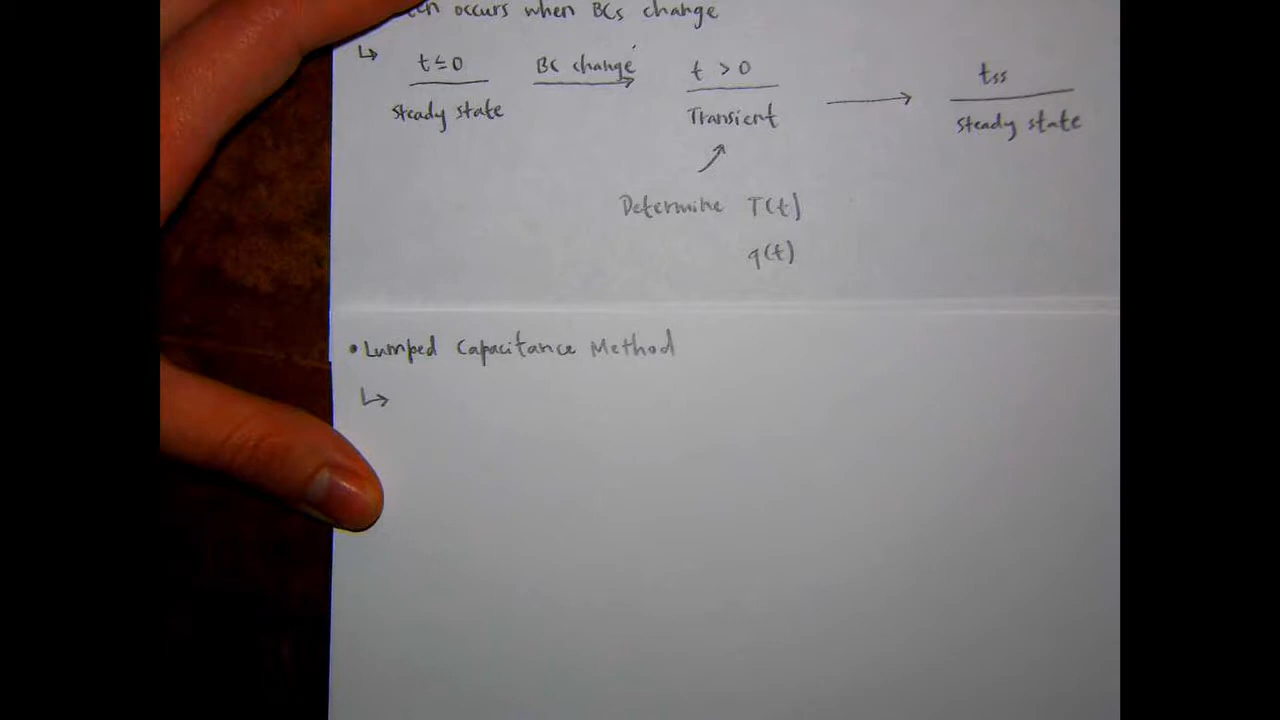 occurs when BCs change
↳ t≤0 BC change t > 0 tss
steady state Transient steady state
Determine T(t)
q(t)
• Lumped Capacitance Method
↳